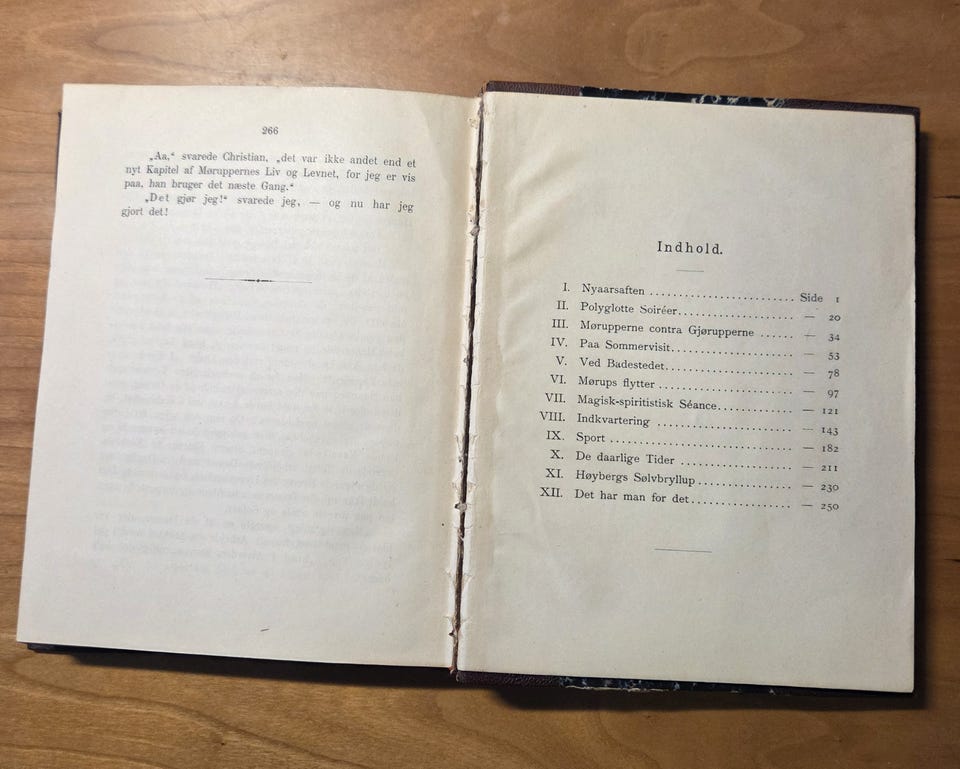 266
„Aa,“ svarede Christian, „det var ikke andet end et
nyt Kapitel af Møruppernes Liv og Levnet, for jeg er vis
paa, han bruger det næste Gang.“
„Det gjør jeg!“ svarede jeg, — og nu har jeg
gjort det!
Indhold.
I. Nyaarsaften ........................ Side 1
II. Polyglotte Soiréer.................... — 20
III. Mørupperne contra Gjørupperne ...... — 34
IV. Paa Sommervisit..................... — 53
V. Ved Badestedet...................... — 78
VI. Mørups flytter ....................... — 97
VII. Magisk-spiritistisk Séance............. — 121
VIII. Indkvartering ....................... — 143
IX. Sport ............................... — 182
X. De daarlige Tider ................... — 211
XI. Høybergs Sølvbryllup ................ — 230
XII. Det har man for det................. — 250